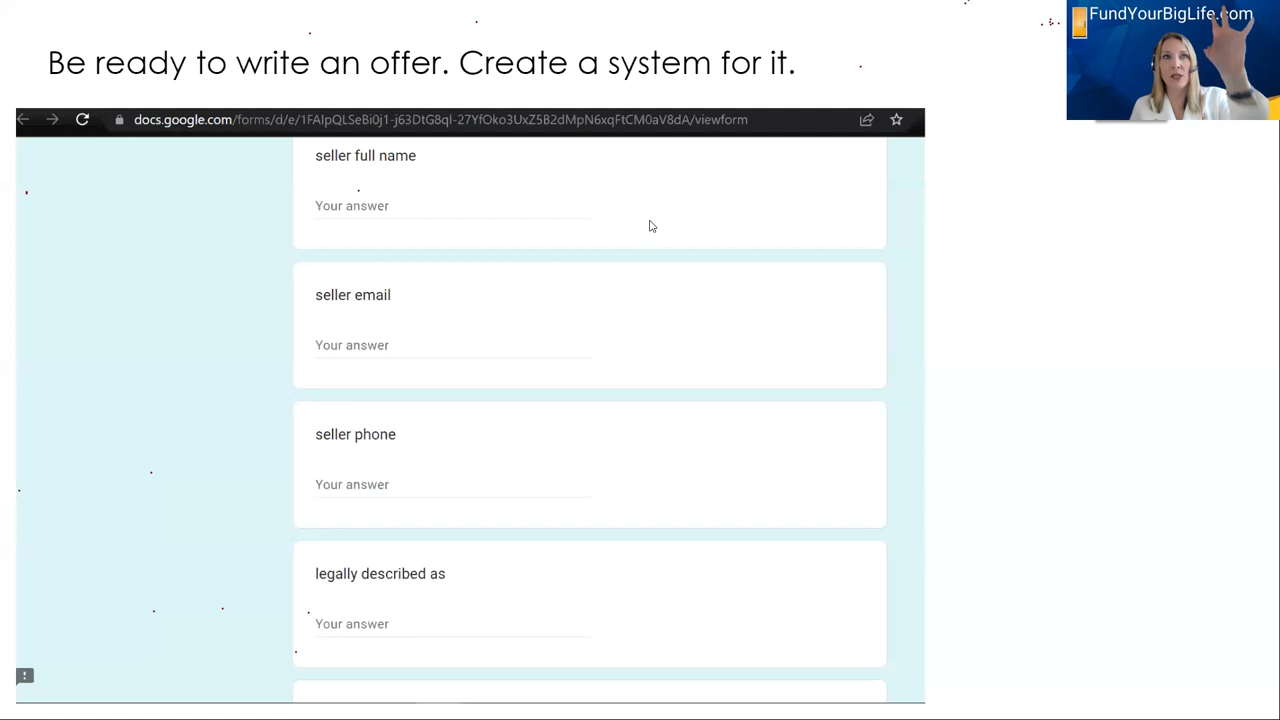 FundYourBigLife.com
Be ready to write an offer. Create a system for it.
docs.google.com/forms/d/e/1FAIpQLSeBi0j1-j63DtG8qI-27YfOko3UxZ5B2dMpN6xqFtCM0aV8dA/viewform
seller full name
Your answer
seller email
Your answer
seller phone
Your answer
legally described as
Your answer